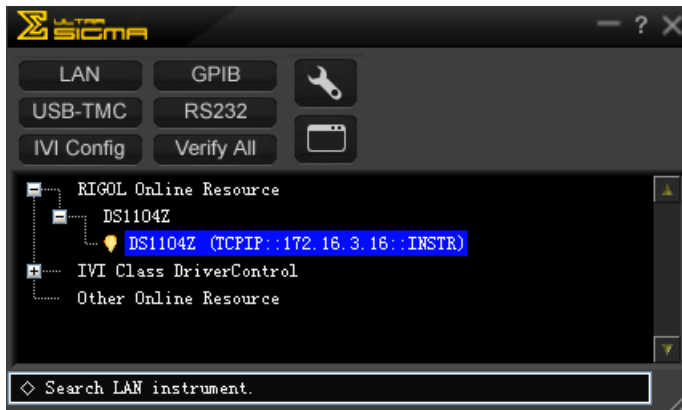 ULTRA
SIGMA
?
LAN GPIB
USB-TMC RS232
IVI Config Verify All
RIGOL Online Resource
DS1104Z
DS1104Z (TCPIP::172.16.3.16::INSTR)
IVI Class DriverControl
Other Online Resource
Search LAN instrument.